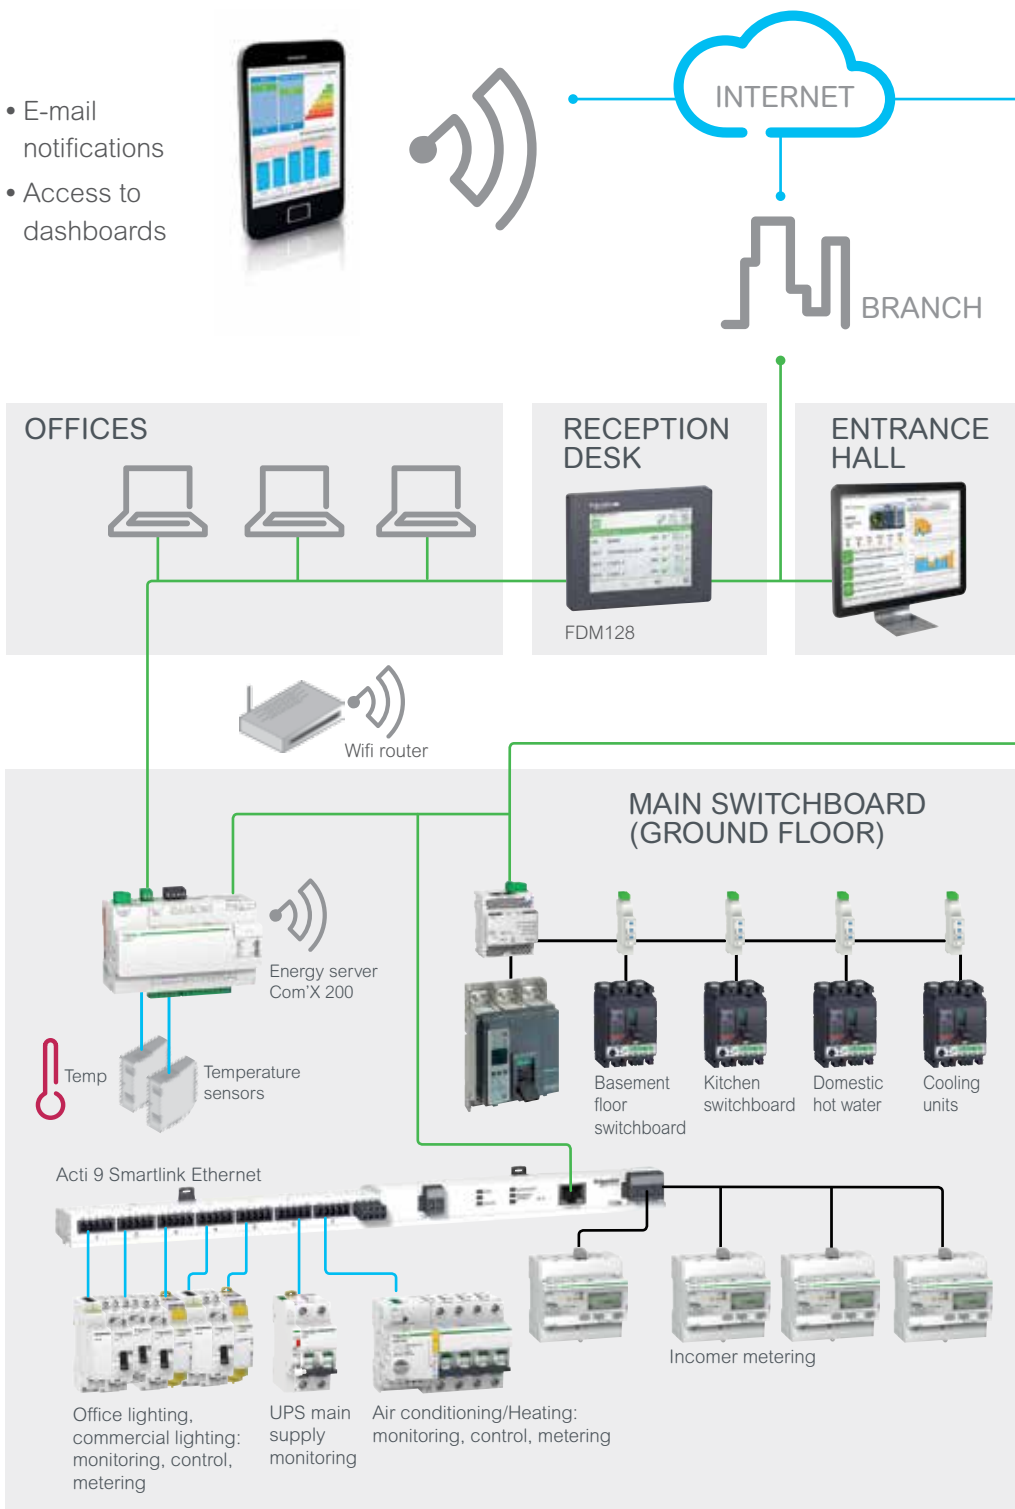 • E-mail
notifications
• Access to
dashboards
INTERNET
BRANCH
OFFICES
RECEPTION
DESK
FDM128
ENTRANCE
HALL
Wifi router
MAIN SWITCHBOARD
(GROUND FLOOR)
Energy server
Com'X 200
Temp
Temperature
sensors
Basement
floor
switchboard
Kitchen
switchboard
Domestic
hot water
Cooling
units
Acti 9 Smartlink Ethernet
Incomer metering
Office lighting,
commercial lighting:
monitoring, control,
metering
UPS main
supply
monitoring
Air conditioning/Heating:
monitoring, control, metering